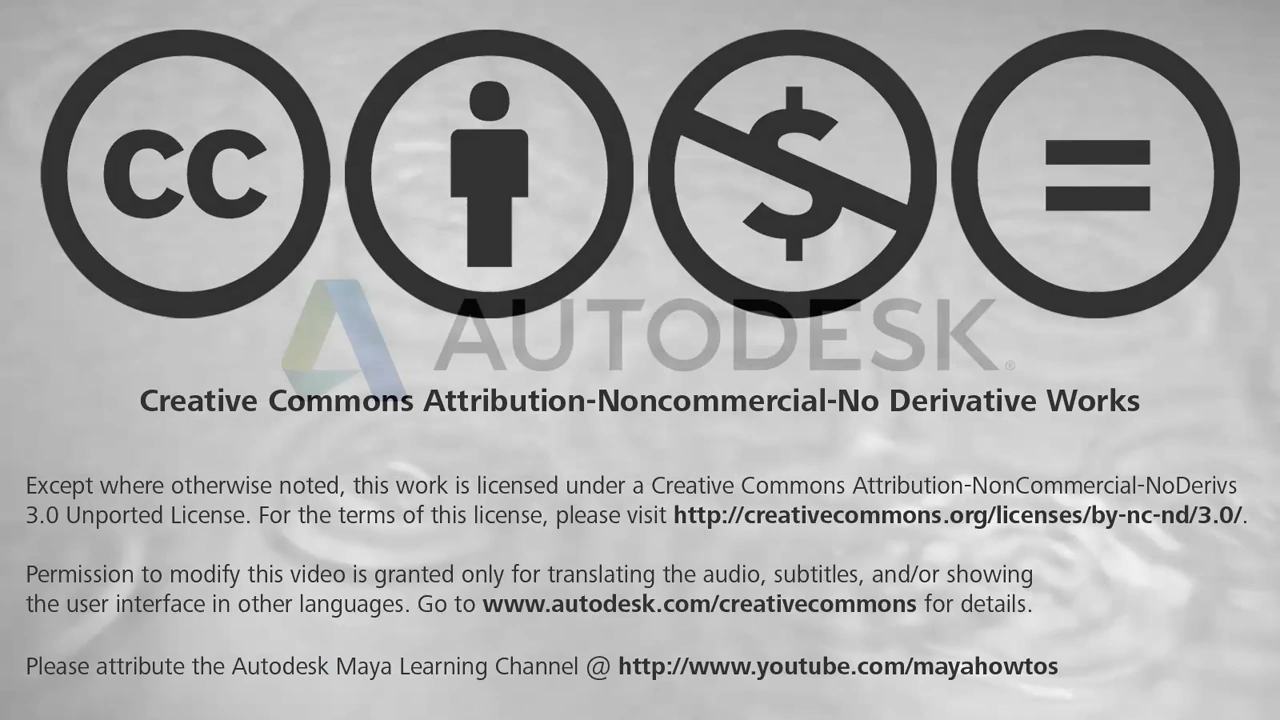 cc $ =
AUTODESK®
Creative Commons Attribution-Noncommercial-No Derivative Works
Except where otherwise noted, this work is licensed under a Creative Commons Attribution-NonCommercial-NoDerivs
3.0 Unported License. For the terms of this license, please visit http://creativecommons.org/licenses/by-nc-nd/3.0/.
Permission to modify this video is granted only for translating the audio, subtitles, and/or showing
the user interface in other languages. Go to www.autodesk.com/creativecommons for details.
Please attribute the Autodesk Maya Learning Channel @ http://www.youtube.com/mayahowtos